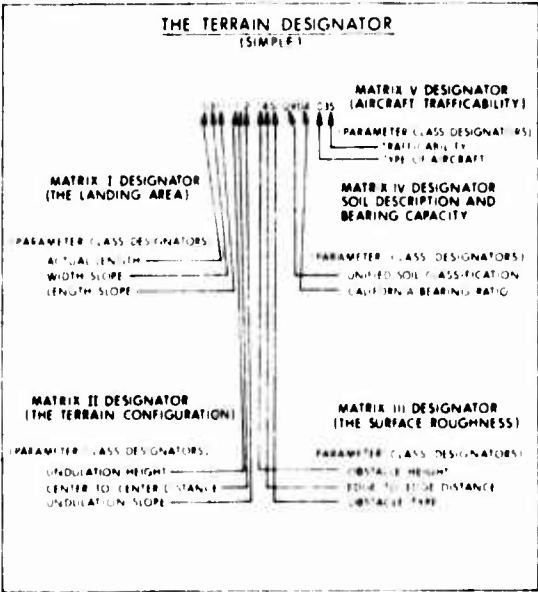 THE TERRAIN DESIGNATOR
(SIMPLE)
MATRIX V DESIGNATOR
(AIRCRAFT TRAFFICABILITY)
(PARAMETER CLASS DESIGNATORS)
TRAFFICABILITY
TYPE OF AIRCRAFT
MATRIX I DESIGNATOR
(THE LANDING AREA)
(PARAMETER CLASS DESIGNATORS
ACTUAL LENGTH
WIDTH SLOPE
LENGTH SLOPE
MATRIX IV DESIGNATOR
SOIL DESCRIPTION AND
BEARING CAPACITY
(PARAMETER CLASS DESIGNATORS)
UNIFIED SOIL CLASSIFICATION
CALIFORNIA BEARING RATIO
MATRIX II DESIGNATOR
(THE TERRAIN CONFIGURATION)
(PARAMETER CLASS DESIGNATORS)
UNDULATION HEIGHT
CENTER TO CENTER DISTANCE
UNDULATION SLOPE
MATRIX III DESIGNATOR
(THE SURFACE ROUGHNESS)
PARAMETER CLASS DESIGNATORS)
OBSTACLE HEIGHT
EDGE TO EDGE DISTANCE
OBSTACLE TYPE